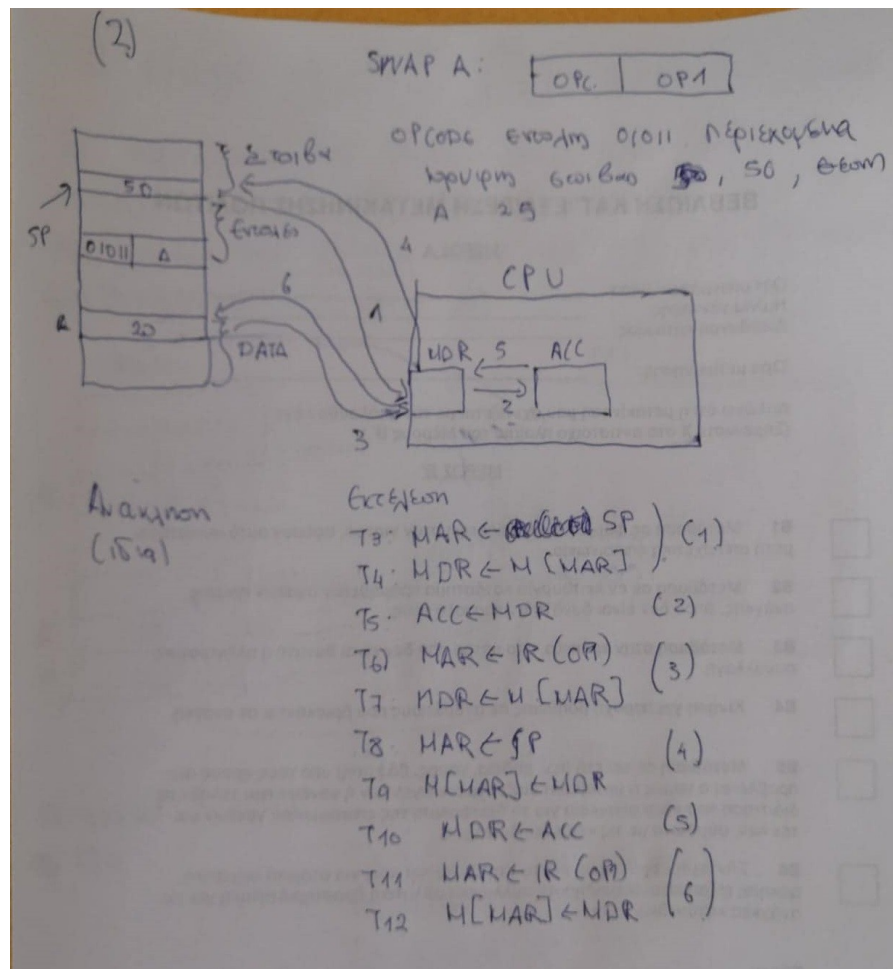 (2)
SWAP A:
OPC. OP1
OPCODE εντολή 01011 περιεχόμενα
κορυφή στοίβας , 50, θέση
A 20
Στοίβα
50
SP
Εντολές
01011 A
6
4
1
A
20
DATA
3
CPU
MDR 5 ACC
2
Ανάκληση
(ίδια)
Εκτέλεση
T3: MAR ← SP
T4. MDR ← M [MAR] (1)
T5. ACC ← MDR (2)
T6) MAR ← IR (OP1) (3)
T7 MDR ← M [MAR]
T8. MAR ← SP (4)
T9 M[MAR] ← MDR
T10 MDR ← ACC (5)
T11 MAR ← IR (OP1) (6)
T12 M[MAR] ← MDR